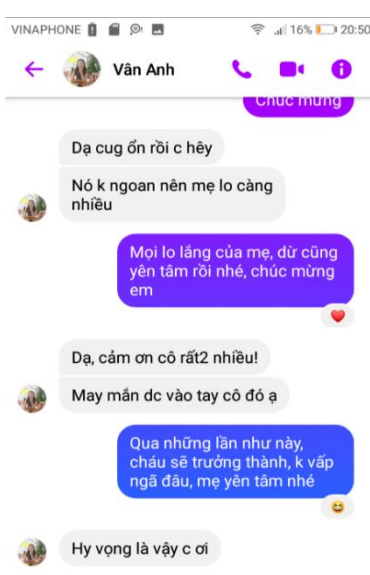 VINAPHONE 16% 20:50
Vân Anh
Chúc mừng
Dạ cug ổn rồi c hêy
Nó k ngoan nên mẹ lo càng
nhiều
Mọi lo lắng của mẹ, dừ cũng
yên tâm rồi nhé, chúc mừng
em
Dạ, cảm ơn cô rất2 nhiều!
May mắn dc vào tay cô đó ạ
Qua những lần như này,
cháu sẽ trưởng thành, k vấp
ngã đâu, mẹ yên tâm nhé
Hy vọng là vậy c ơi